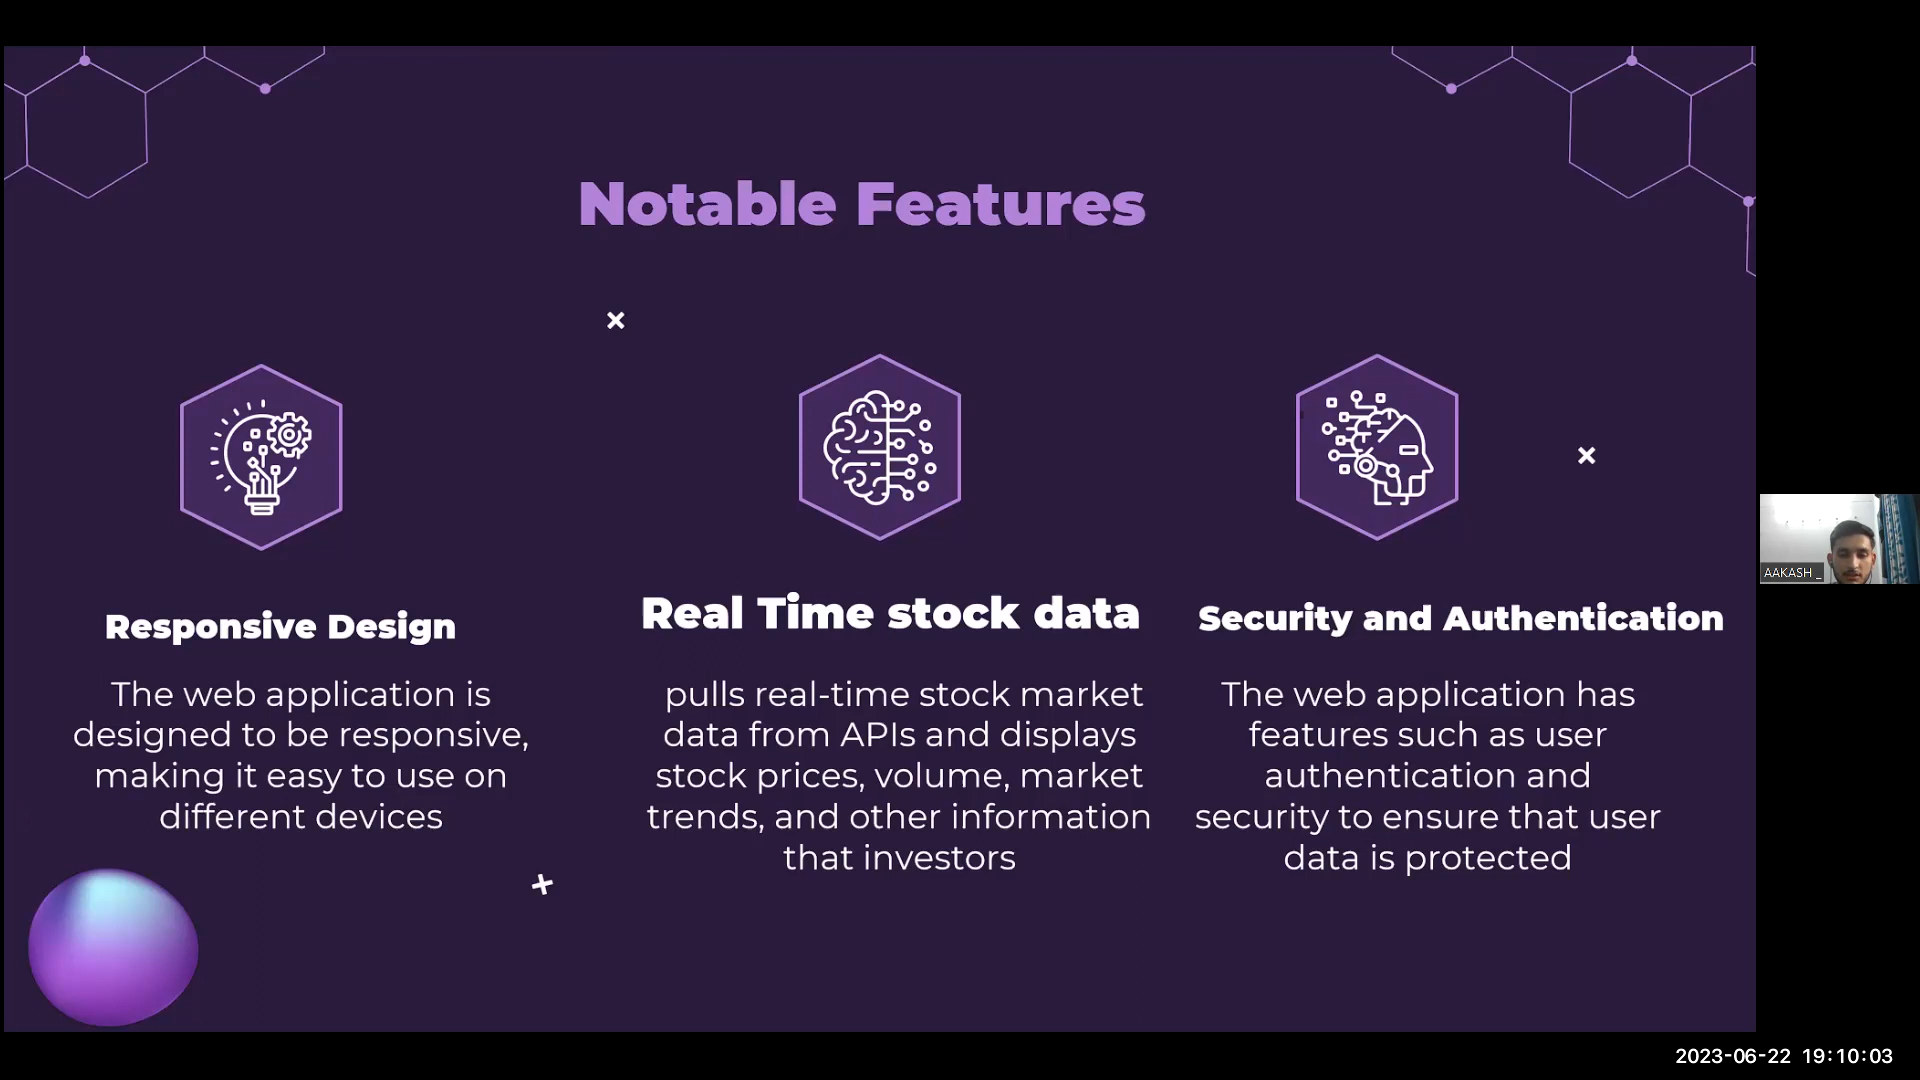 Notable Features
Responsive Design
The web application is
designed to be responsive,
making it easy to use on
different devices
Real Time stock data
pulls real-time stock market
data from APIs and displays
stock prices, volume, market
trends, and other information
that investors
Security and Authentication
The web application has
features such as user
authentication and
security to ensure that user
data is protected
AAKASH _
2023-06-22 19:10:03